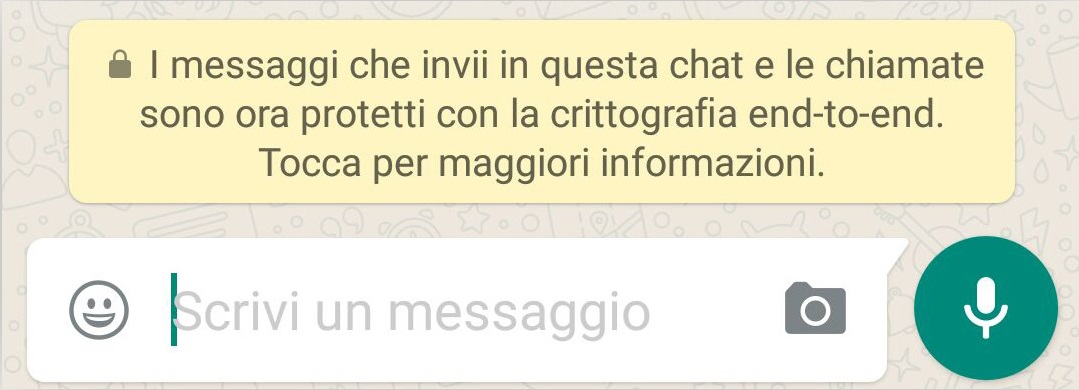 I messaggi che invii in questa chat e le chiamate
sono ora protetti con la crittografia end-to-end.
Tocca per maggiori informazioni.
Scrivi un messaggio